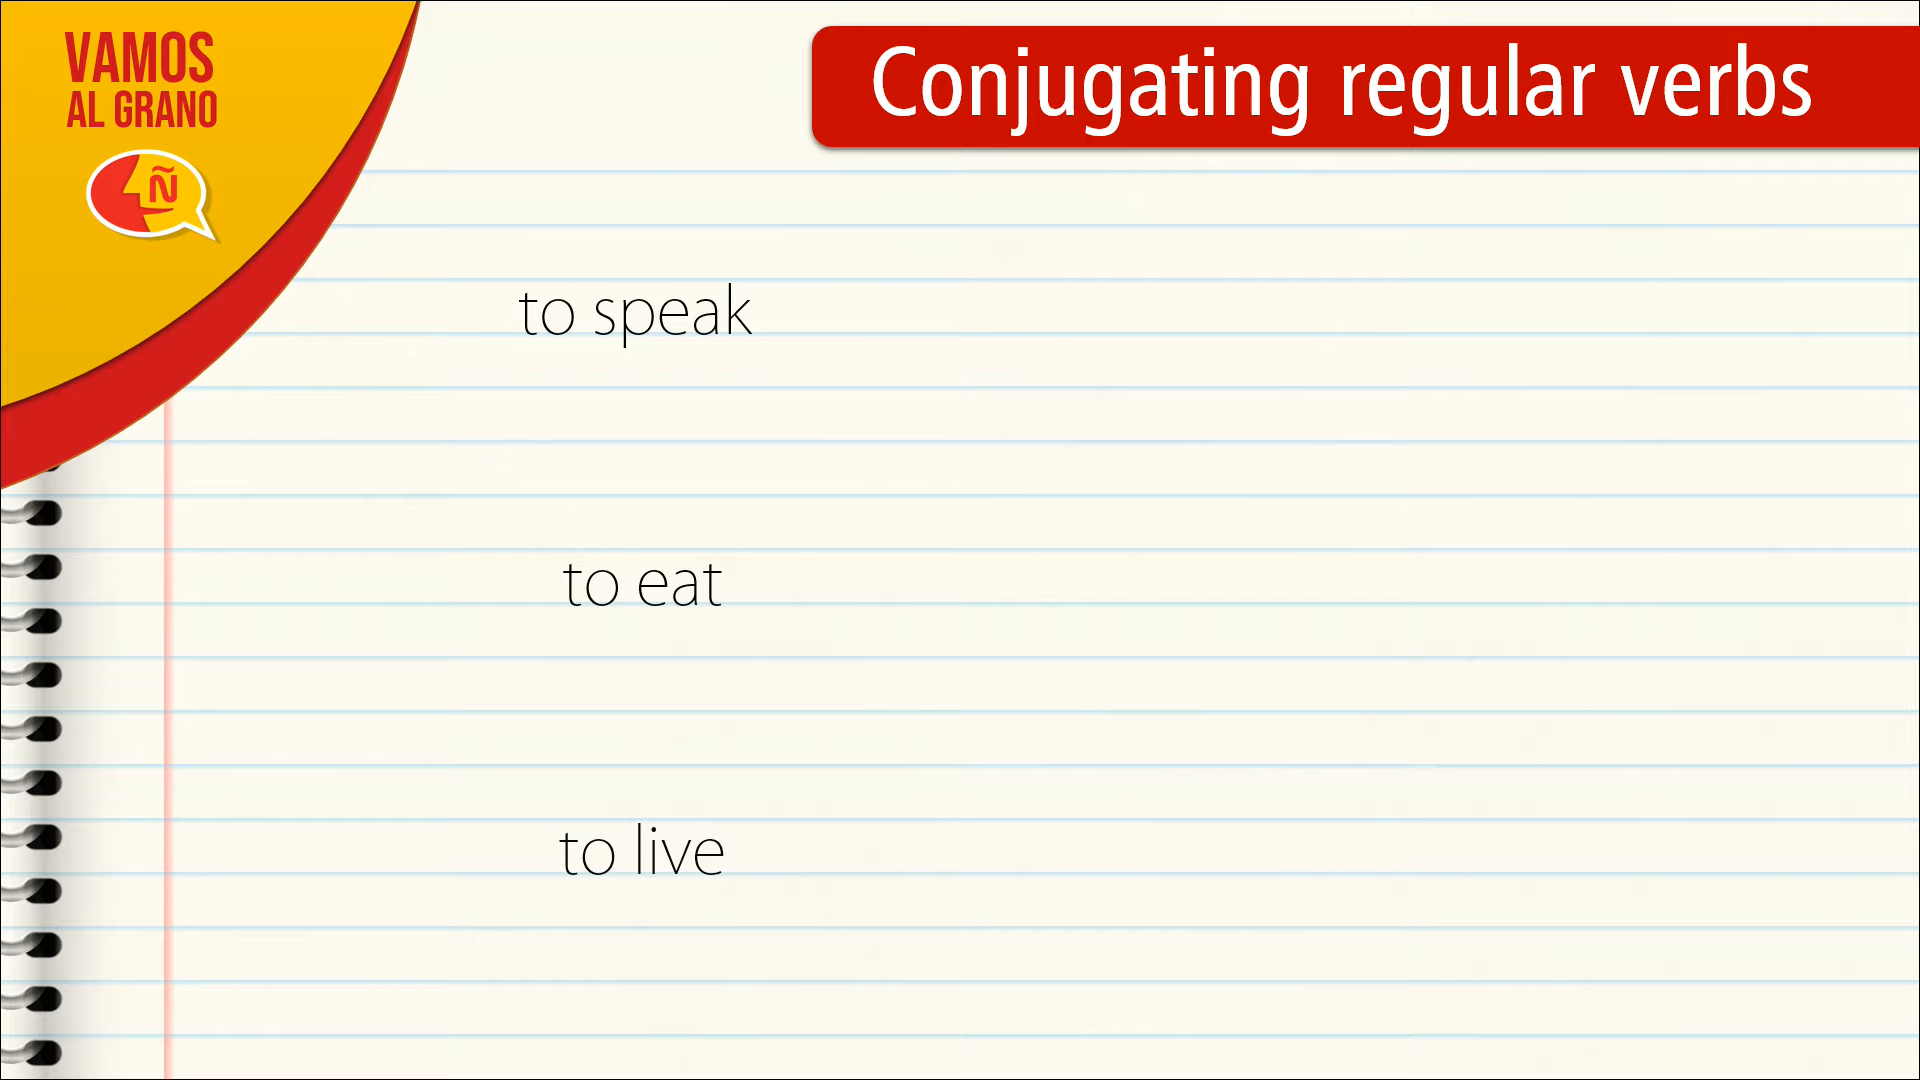 VAMOS
AL GRANO
Ñ
Conjugating regular verbs
to speak
to eat
to live